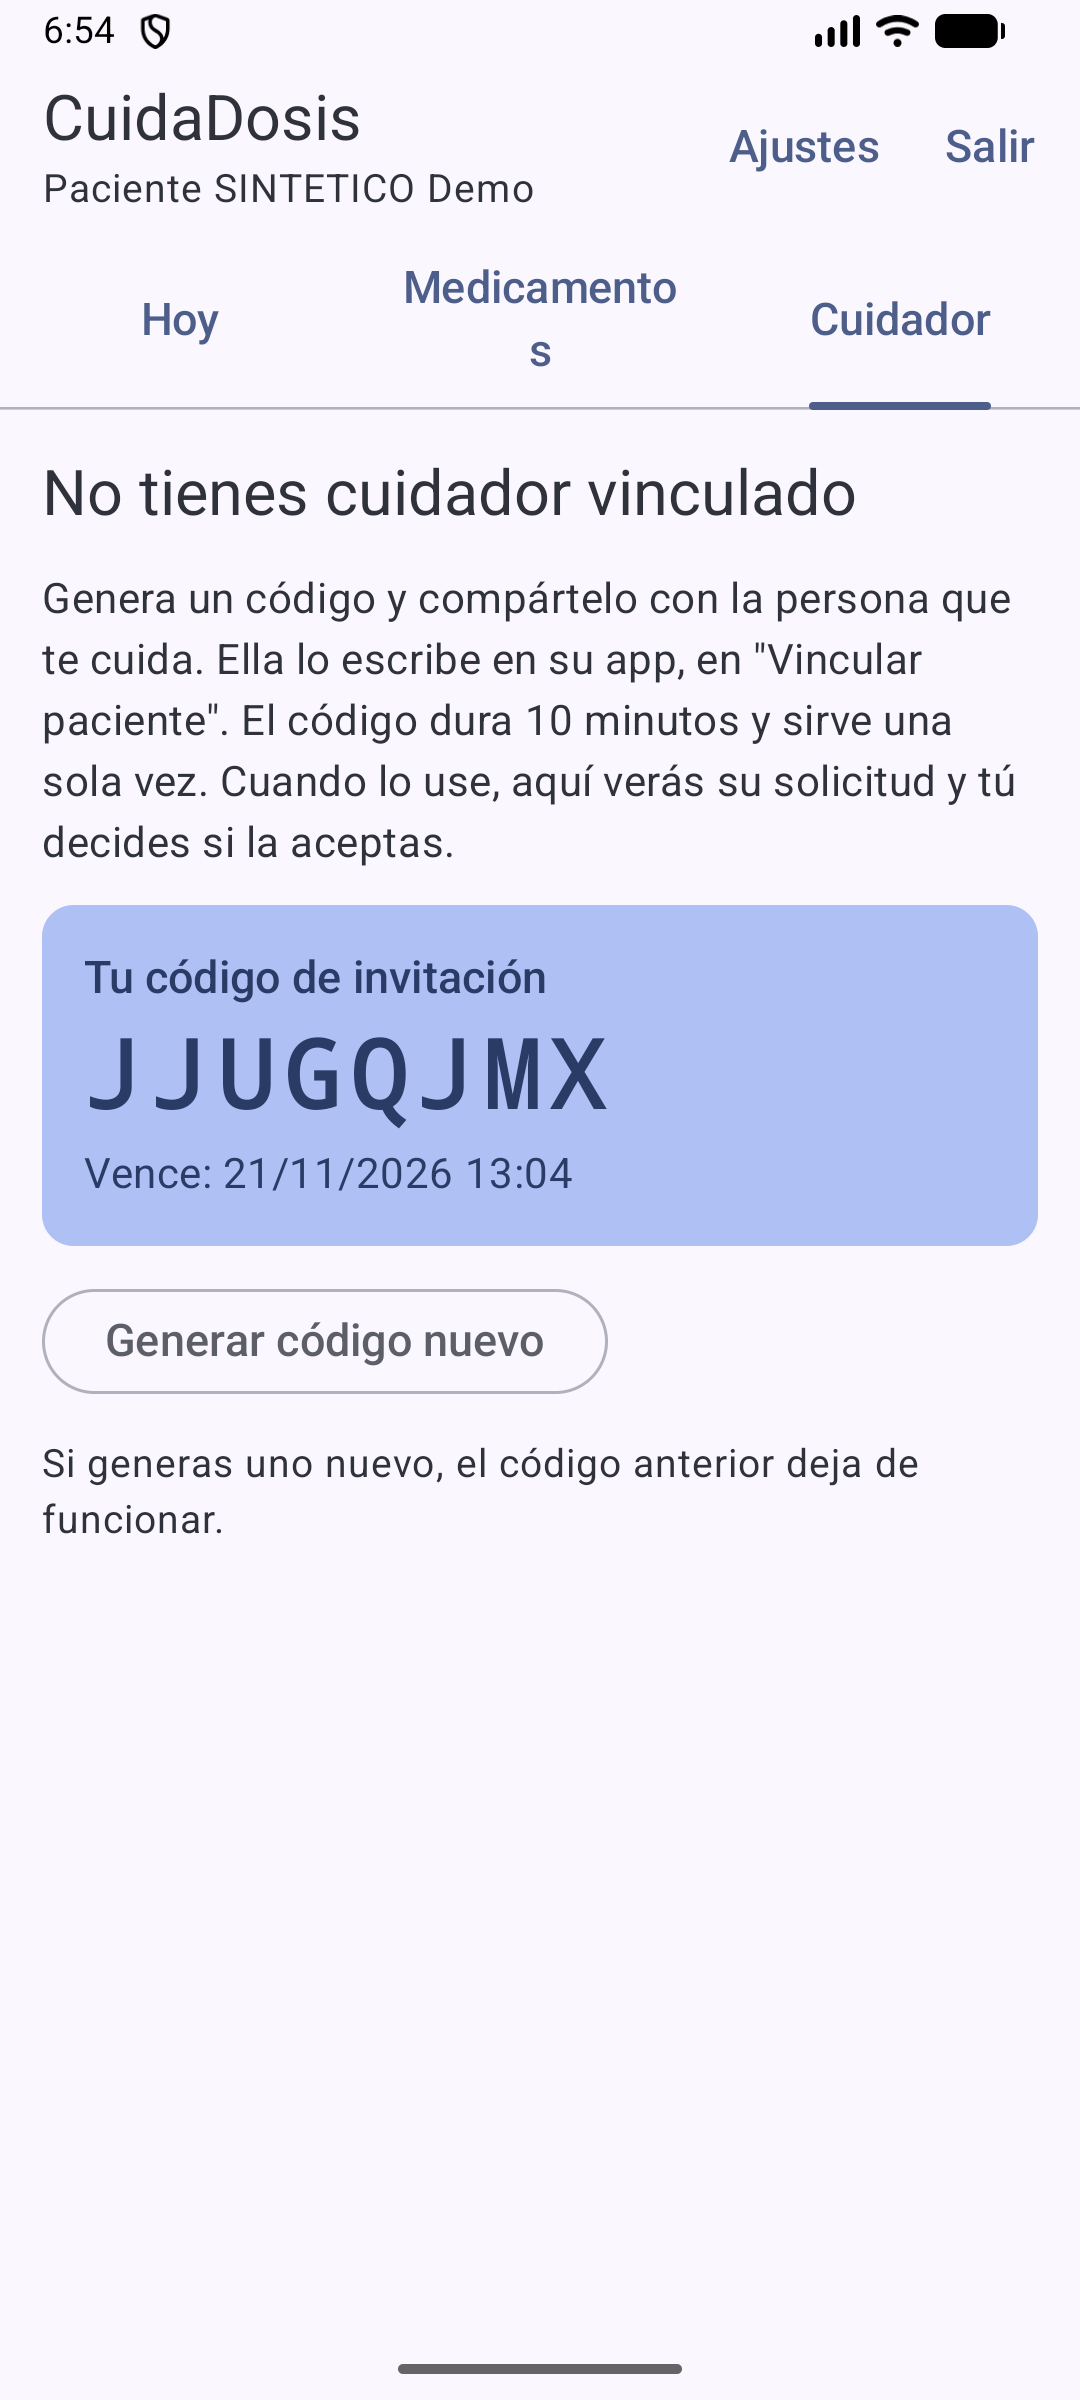 6:54
CuidaDosis
Paciente SINTETICO Demo
Ajustes
Salir
Hoy
Medicamento
s
Cuidador
No tienes cuidador vinculado
Genera un código y compártelo con la persona que
te cuida. Ella lo escribe en su app, en "Vincular
paciente". El código dura 10 minutos y sirve una
sola vez. Cuando lo use, aquí verás su solicitud y tú
decides si la aceptas.
Tu código de invitación
JJUGQJMX
Vence: 21/11/2026 13:04
Generar código nuevo
Si generas uno nuevo, el código anterior deja de
funcionar.